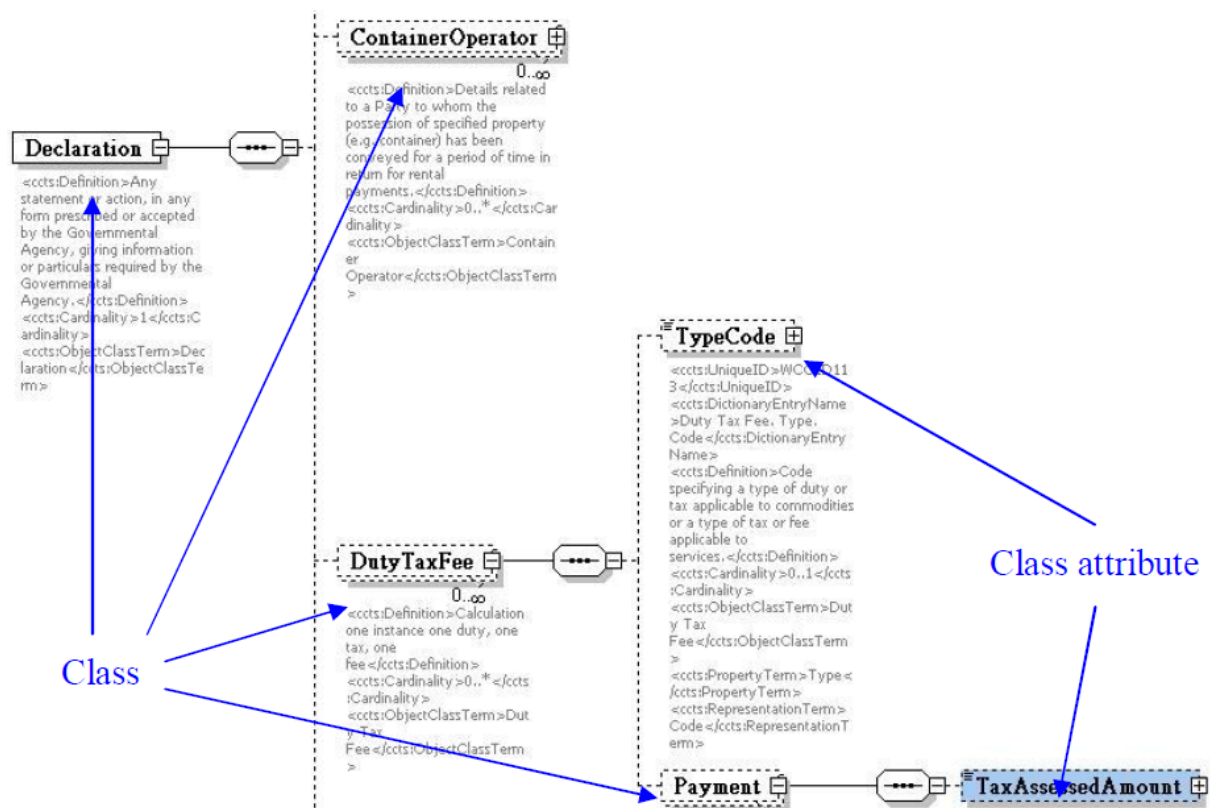 ContainerOperator
0..∞
<ccts:Definition>Details related
to a Party to whom the
possession of specified property
(e.g. container) has been
conveyed for a period of time in
return for rental
payments.</ccts:Definition>
<ccts:Cardinality>0..*</ccts:Car
dinality>
<ccts:ObjectClassTerm>Contain
er
Operator</ccts:ObjectClassTerm
>
Declaration
<ccts:Definition>Any
statement or action, in any
form prescribed or accepted
by the Governmental
Agency, giving information
or particulars required by the
Governmental
Agency.</ccts:Definition>
<ccts:Cardinality>1</ccts:C
ardinality>
<ccts:ObjectClassTerm>Dec
laration</ccts:ObjectClassTe
rm>
TypeCode
<ccts:UniqueID>WCOID11
3</ccts:UniqueID>
<ccts:DictionaryEntryName
>Duty Tax Fee. Type.
Code</ccts:DictionaryEntry
Name>
<ccts:Definition>Code
specifying a type of duty or
tax applicable to commodities
or a type of tax or fee
applicable to
services.</ccts:Definition>
<ccts:Cardinality>0..1</ccts
:Cardinality>
<ccts:ObjectClassTerm>Dut
y Tax
Fee</ccts:ObjectClassTerm
>
<ccts:PropertyTerm>Type<
/ccts:PropertyTerm>
<ccts:RepresentationTerm>
Code</ccts:RepresentationT
erm>
DutyTaxFee
0..∞
<ccts:Definition>Calculation
one instance one duty, one
tax, one
fee</ccts:Definition>
<ccts:Cardinality>0..*</ccts
:Cardinality>
<ccts:ObjectClassTerm>Dut
y Tax
Fee</ccts:ObjectClassTerm
>
Class attribute
Class
Payment
TaxAssessedAmount